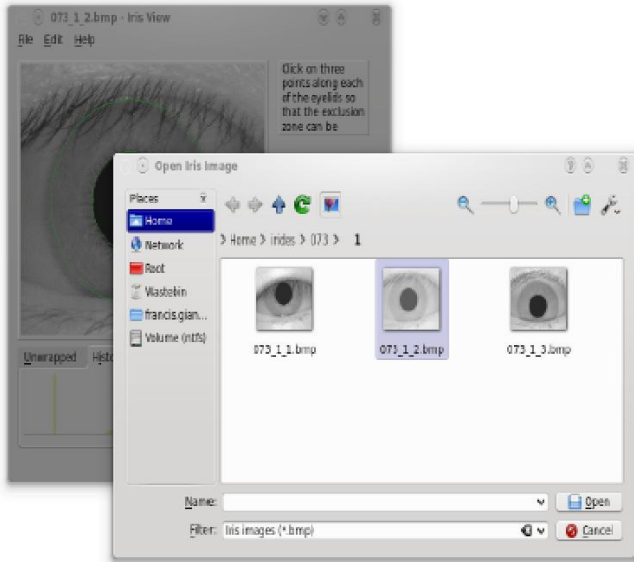 073_1_2.bmp - Iris View
File Edit Help
Click on three
points along each
of the eyelids so
that the exclusion
zone can be
Open Iris Image
Places
Home
Network
Root
Wastebin
francis.gian...
Volume (ntfs)
> Home > irides > 073 > 1
073_1_1.bmp
073_1_2.bmp
073_1_3.bmp
Unwrapped Histo
Name:
Open
Filter: Iris images (*.bmp)
Cancel